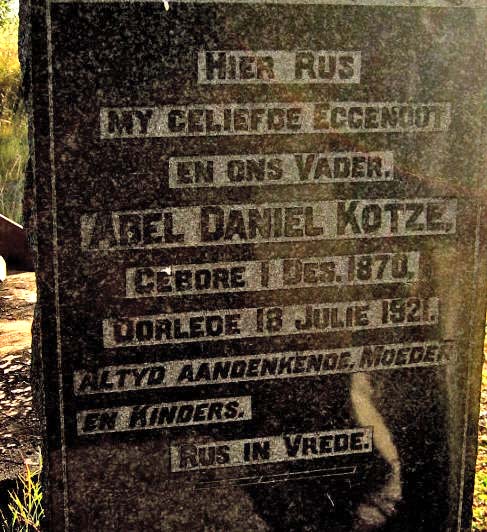 HIER RUS
MY GELIEFDE EGGENOOT
EN ONS VADER.
ABEL DANIEL KOTZE,
GEBORE 1 DES. 1870,
OORLEDE 18 JULIE 1921.
ALTYD AANDENKENDE, MOEDER
EN KINDERS.
RUS IN VREDE.